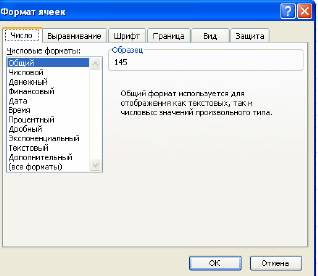 Формат ячеек
Число Выравнивание Шрифт Граница Вид Защита
Числовые форматы:
Общий
Числовой
Денежный
Финансовый
Дата
Время
Процентный
Дробный
Экспоненциальный
Текстовый
Дополнительный
(все форматы)
Образец
145
Общий формат используется для
отображения как текстовых, так и
числовых значений произвольного типа.
ОК Отмена